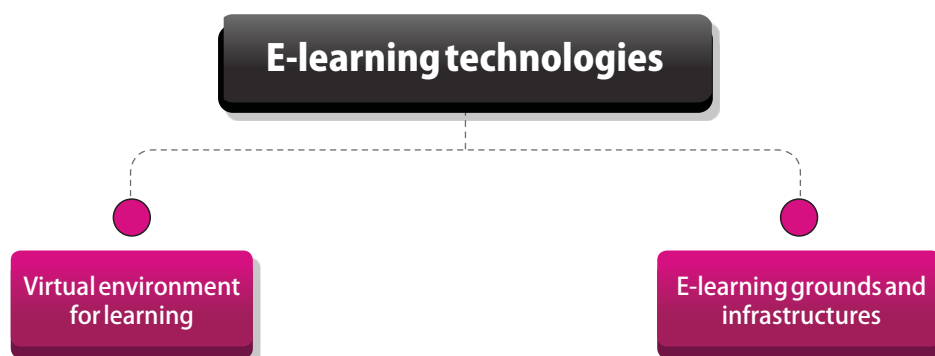 E-learning technologies
Virtual environment
for learning
E-learning grounds and
infrastructures